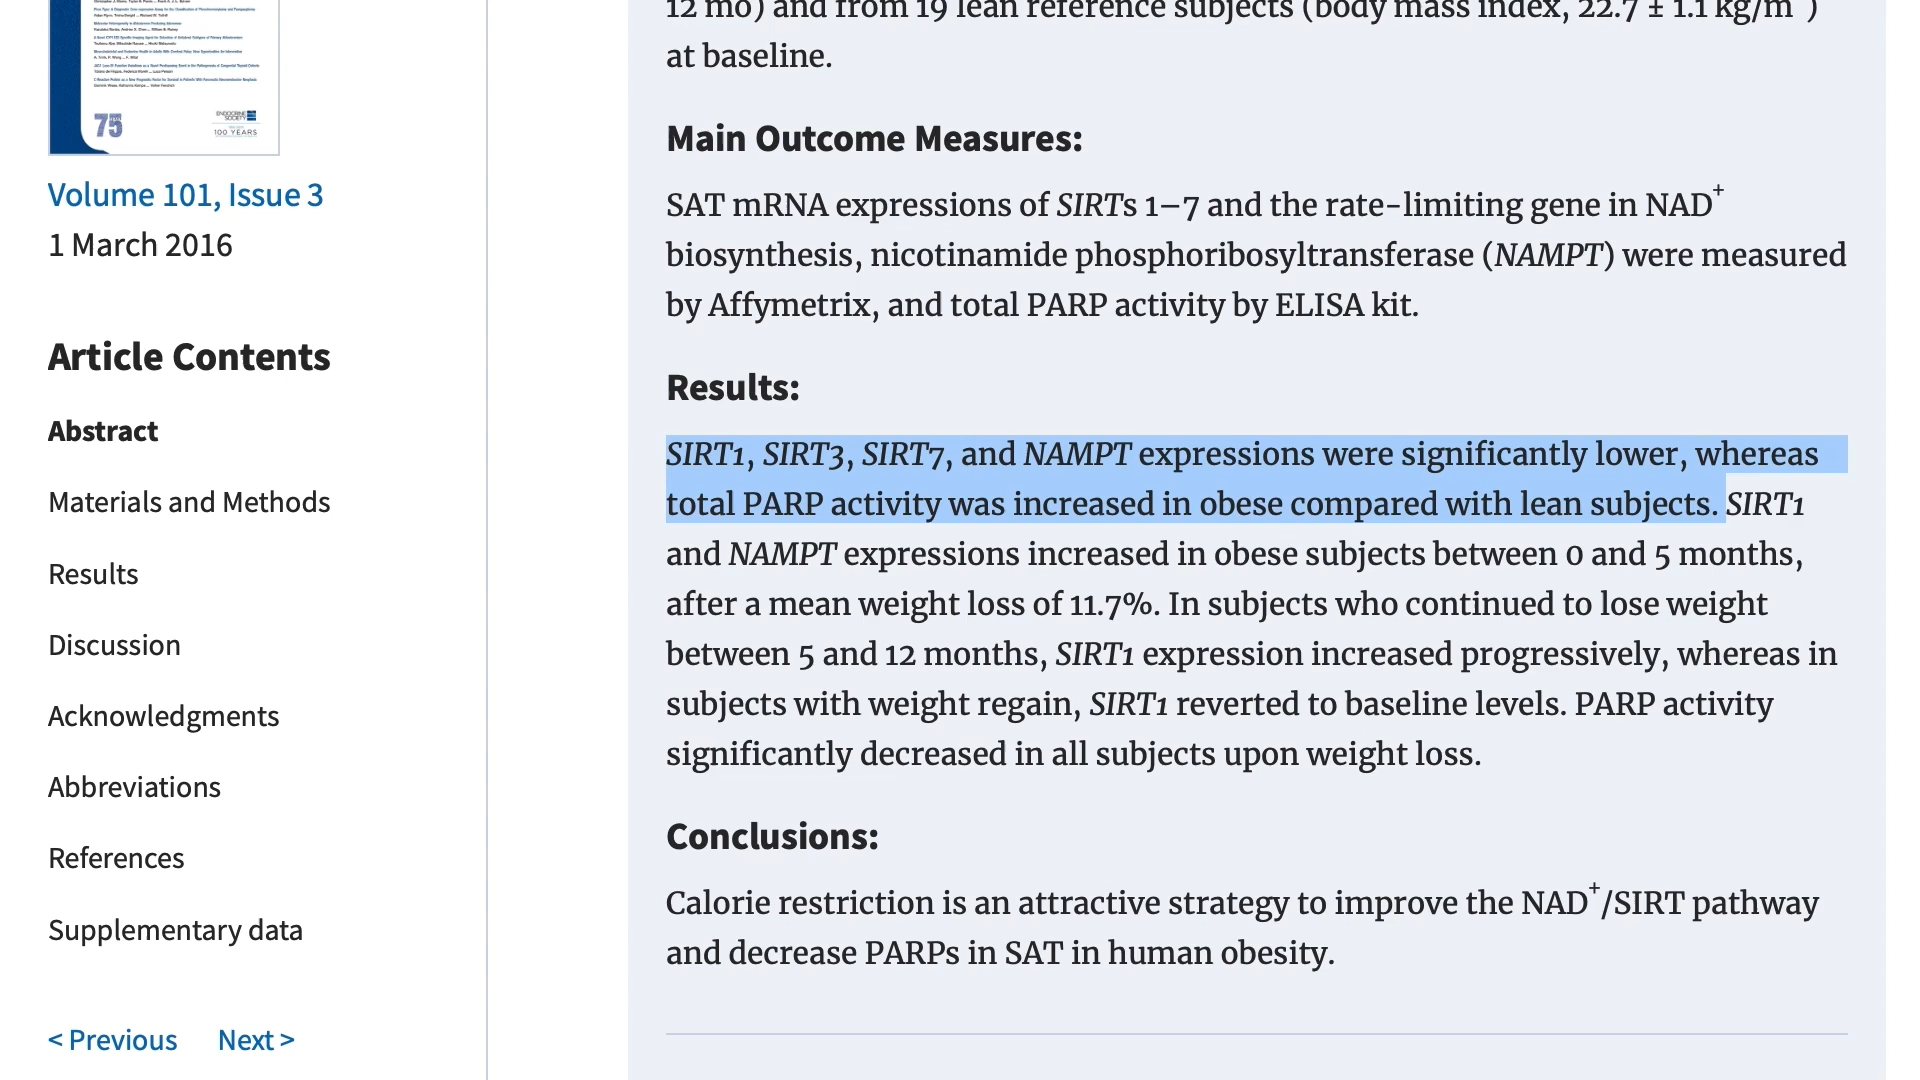 75
ENDOCRINE
SOCIETY
100 YEARS
Volume 101, Issue 3
1 March 2016
Article Contents
Abstract
Materials and Methods
Results
Discussion
Acknowledgments
Abbreviations
References
Supplementary data
< Previous Next >
12 mo) and from 19 lean reference subjects (body mass index, 22.7 ± 1.1 kg/m )
at baseline.
Main Outcome Measures:
SAT mRNA expressions of SIRTs 1–7 and the rate-limiting gene in NAD⁺
biosynthesis, nicotinamide phosphoribosyltransferase (NAMPT) were measured
by Affymetrix, and total PARP activity by ELISA kit.
Results:
SIRT1, SIRT3, SIRT7, and NAMPT expressions were significantly lower, whereas
total PARP activity was increased in obese compared with lean subjects. SIRT1
and NAMPT expressions increased in obese subjects between 0 and 5 months,
after a mean weight loss of 11.7%. In subjects who continued to lose weight
between 5 and 12 months, SIRT1 expression increased progressively, whereas in
subjects with weight regain, SIRT1 reverted to baseline levels. PARP activity
significantly decreased in all subjects upon weight loss.
Conclusions:
Calorie restriction is an attractive strategy to improve the NAD⁺/SIRT pathway
and decrease PARPs in SAT in human obesity.